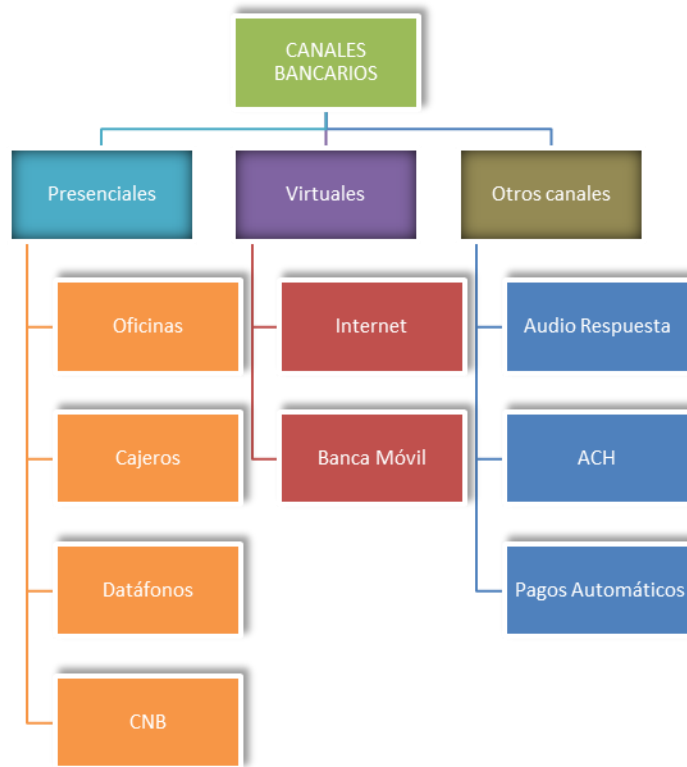 CANALES
BANCARIOS
Presenciales
Virtuales
Otros canales
Oficinas
Internet
Audio Respuesta
Cajeros
Banca Móvil
ACH
Datáfonos
Pagos Automáticos
CNB